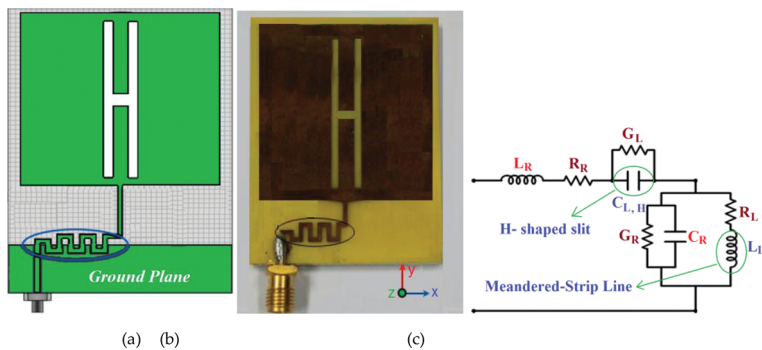 Ground Plane
y
z
x
L_R
R_R
G_L
C_L, H
H- shaped slit
G_R
C_R
R_L
L_I
Meandered-Strip Line
(a) (b)
(c)